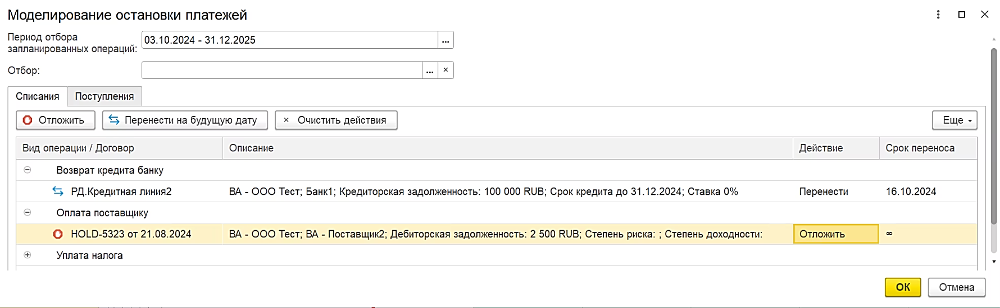 Моделирование остановки платежей
Период отбора
запланированных операций:
03.10.2024 - 31.12.2025
...
Отбор:
... ×
Списания Поступления
Отложить Перенести на будущую дату × Очистить действия Еще
Вид операции / Договор Описание Действие Срок переноса
Возврат кредита банку
РД.Кредитная линия2 ВА - ООО Тест; Банк1; Кредиторская задолженность: 100 000 RUB; Срок кредита до 31.12.2024; Ставка 0% Перенести 16.10.2024
Оплата поставщику
HOLD-5323 от 21.08.2024 ВА - ООО Тест; ВА - Поставщик2; Дебиторская задолженность: 2 500 RUB; Степень риска: ; Степень доходности: Отложить ∞
Уплата налога
ОК Отмена